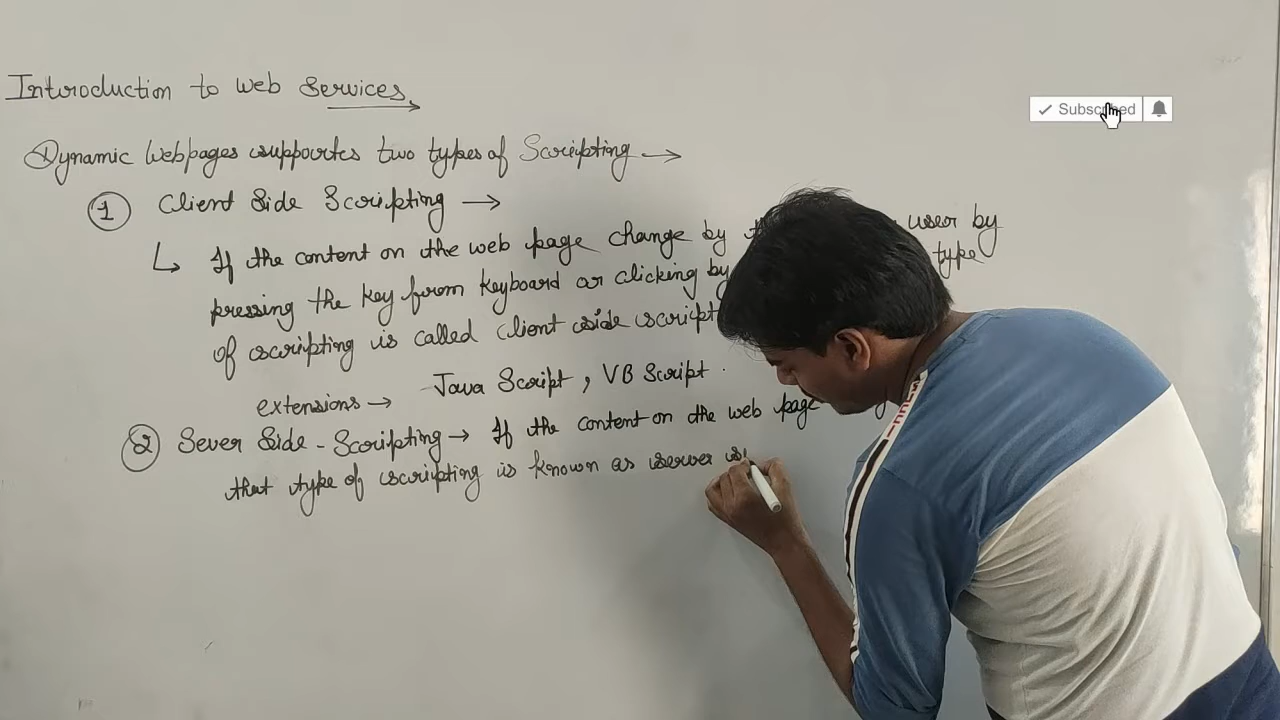 Introduction to web Services
Subscribed
Dynamic Webpages supportes two types of Scripting →
1 Client Side Scripting →
↳ If the content on the web page change by user by
pressing the key from keyboard or clicking by type
of scripting is called client side script
extensions → Java Script, VB Script.
2 Sever Side - Scripting → If the content on the web page
that type of scripting is known as server